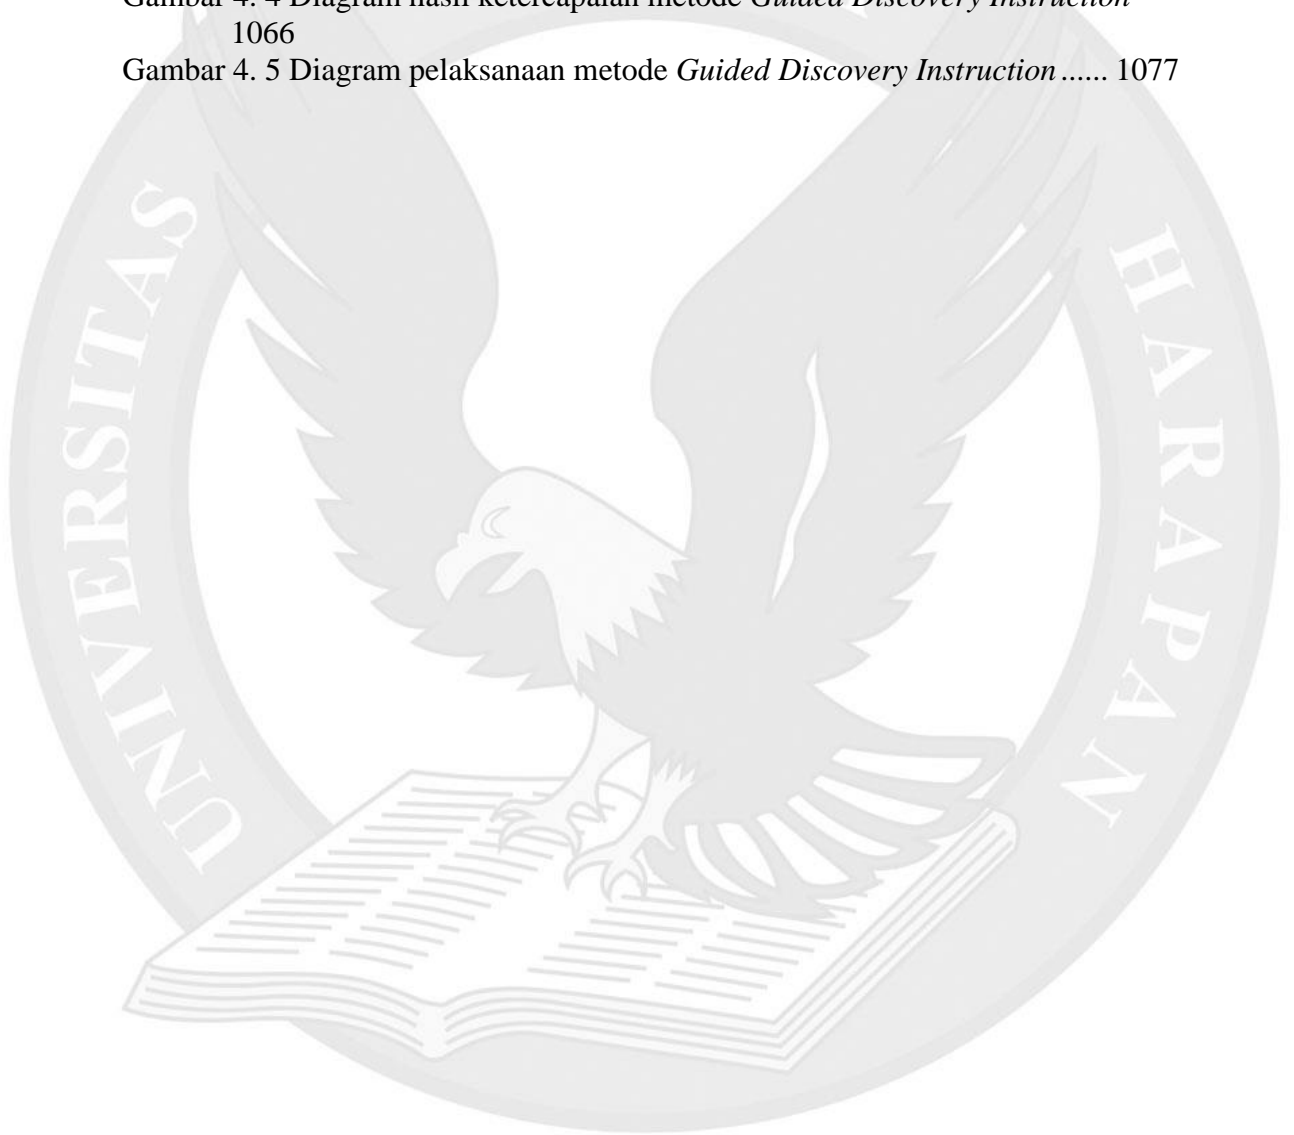 Gambar 4. 4 Diagram hasil ketercapaian metode Guided Discovery Instruction
1066
Gambar 4. 5 Diagram pelaksanaan metode Guided Discovery Instruction ...... 1077
UNIVERSITAS
HARAPAN